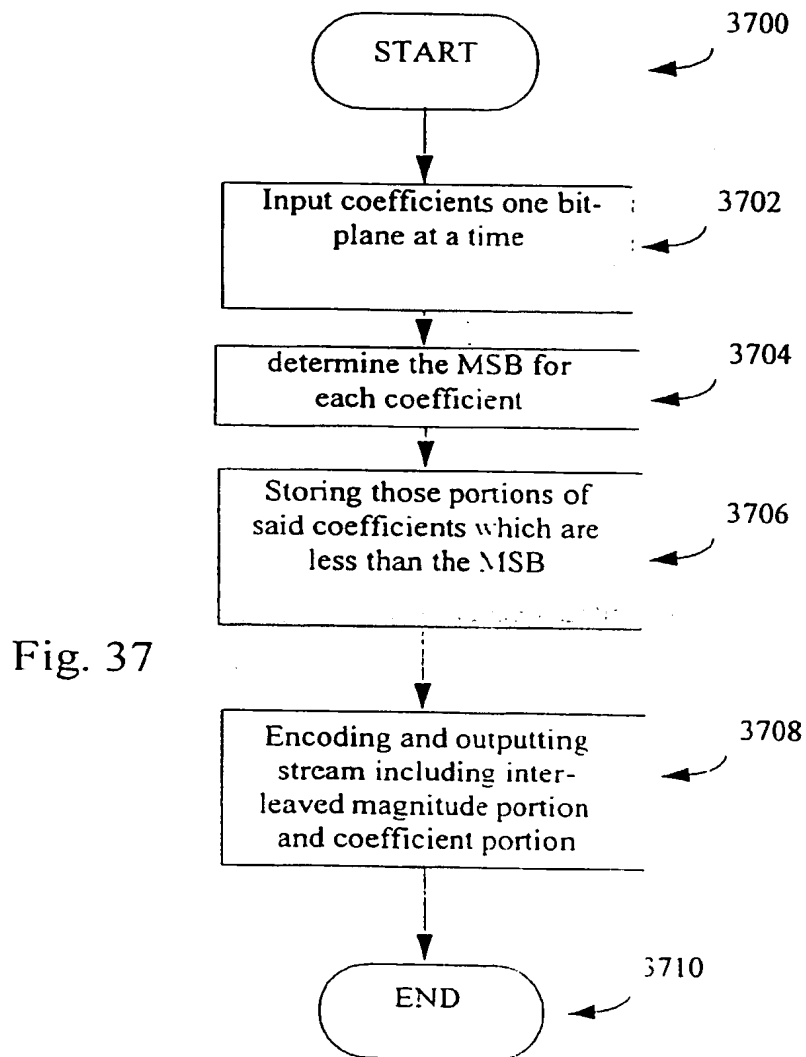 START
3700
Input coefficients one bit-
plane at a time
3702
determine the MSB for
each coefficient
3704
Storing those portions of
said coefficients which are
less than the MSB
3706
Fig. 37
Encoding and outputting
stream including inter-
leaved magnitude portion
and coefficient portion
3708
END
3710